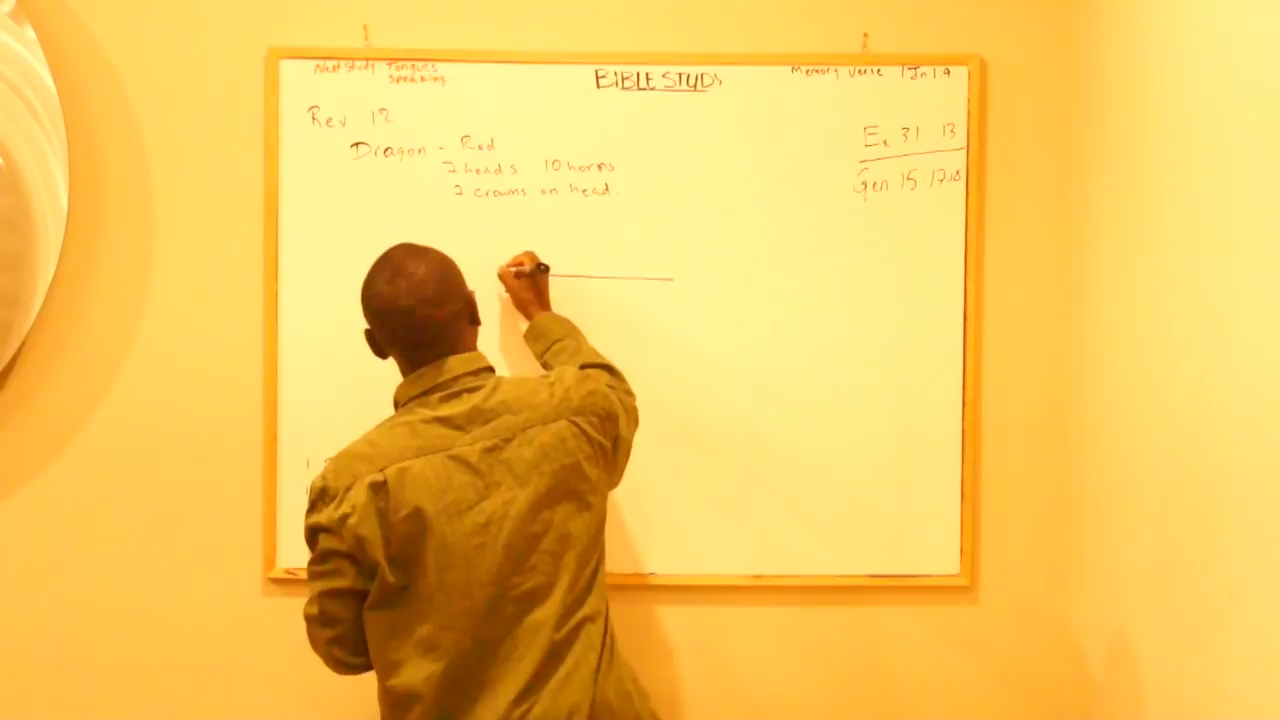 Next Study: Tongues
Speaking.
BIBLE STUDY
Memory Verse 1 Jn 1:9
Rev 12
Dragon - Red
7 heads 10 horns
7 crowns on head.
Ex 31 13
Gen 15:17,18